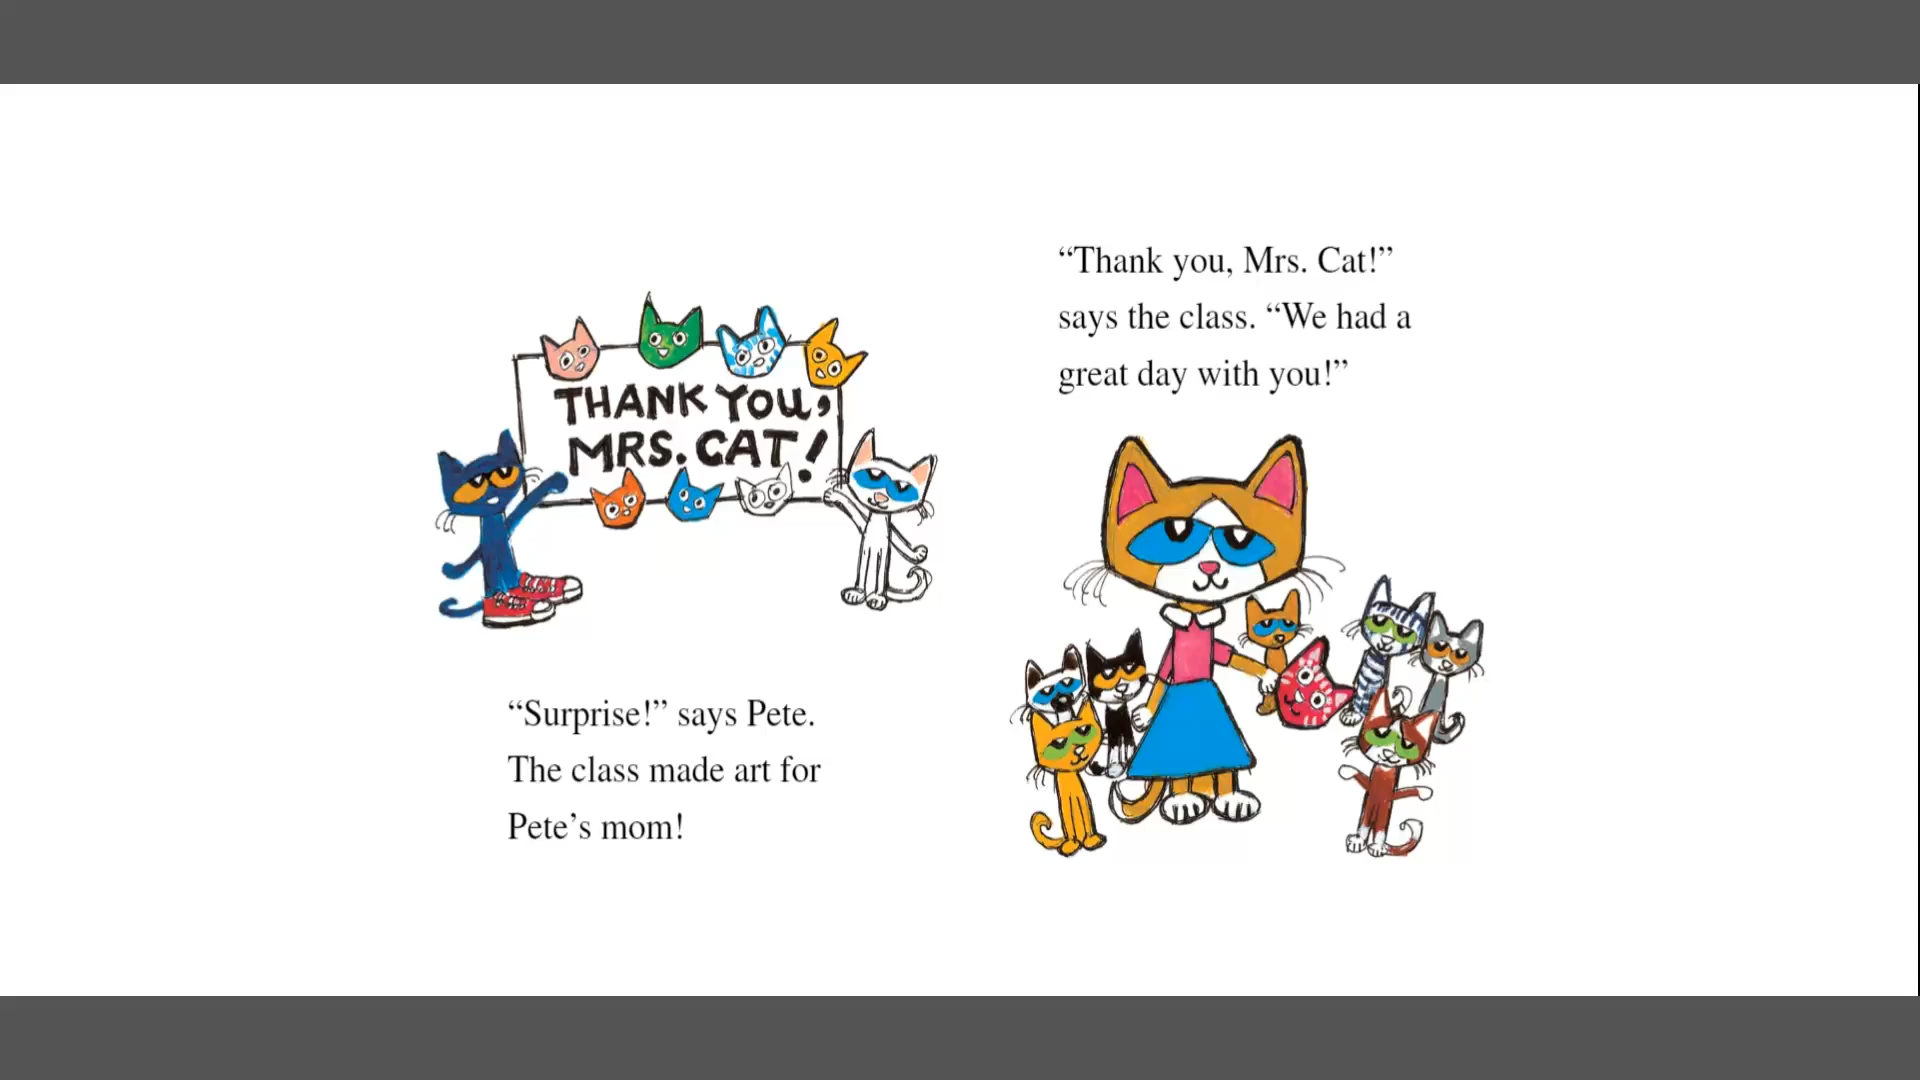 THANK YOU,
MRS. CAT!
“Surprise!” says Pete.
The class made art for
Pete’s mom!
“Thank you, Mrs. Cat!”
says the class. “We had a
great day with you!”